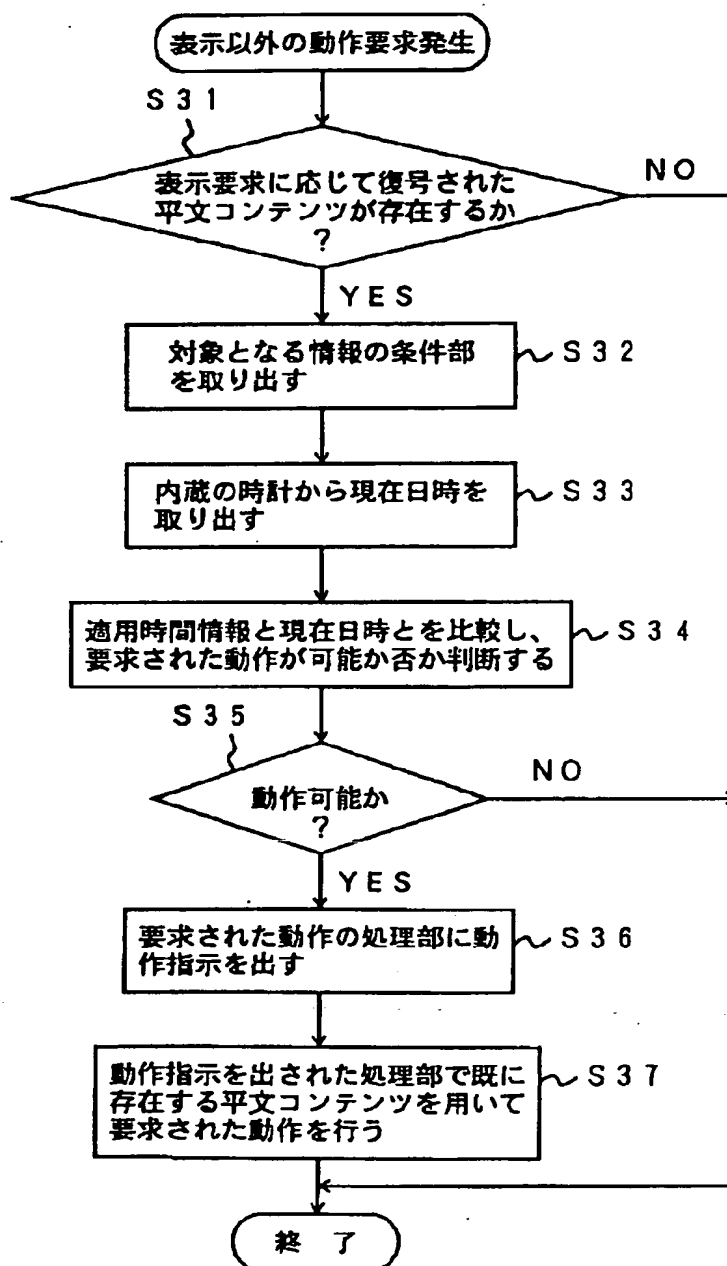 表示以外の動作要求発生
S31
表示要求に応じて復号された
平文コンテンツが存在するか
?
NO
YES
対象となる情報の条件部
を取り出す
S32
内蔵の時計から現在日時を
取り出す
S33
適用時間情報と現在日時とを比較し、
要求された動作が可能か否か判断する
S34
S35
動作可能か
?
NO
YES
要求された動作の処理部に動
作指示を出す
S36
動作指示を出された処理部で既に
存在する平文コンテンツを用いて
要求された動作を行う
S37
終 了